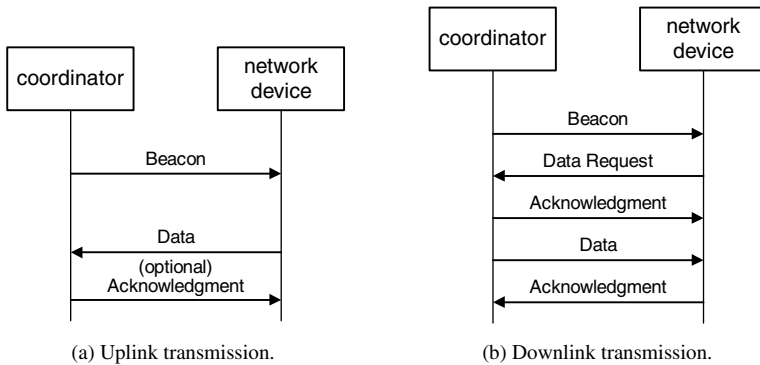 coordinator
network
device
Beacon
Data
(optional)
Acknowledgment
(a) Uplink transmission.
coordinator
network
device
Beacon
Data Request
Acknowledgment
Data
Acknowledgment
(b) Downlink transmission.